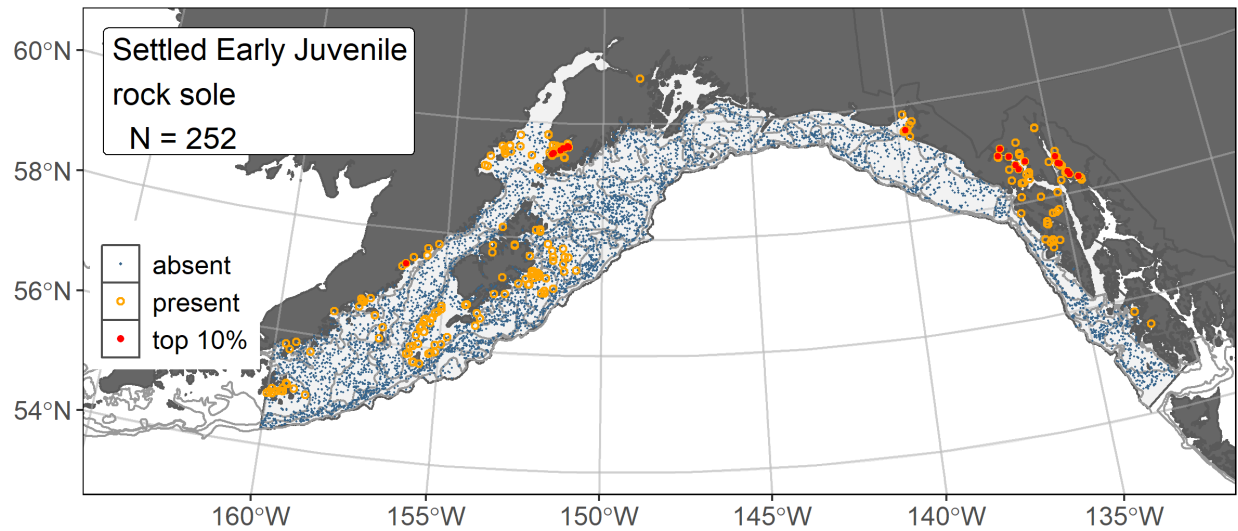 Settled Early Juvenile
rock sole
N = 252
absent
present
top 10%
60°N
58°N
56°N
54°N
160°W
155°W
150°W
145°W
140°W
135°W